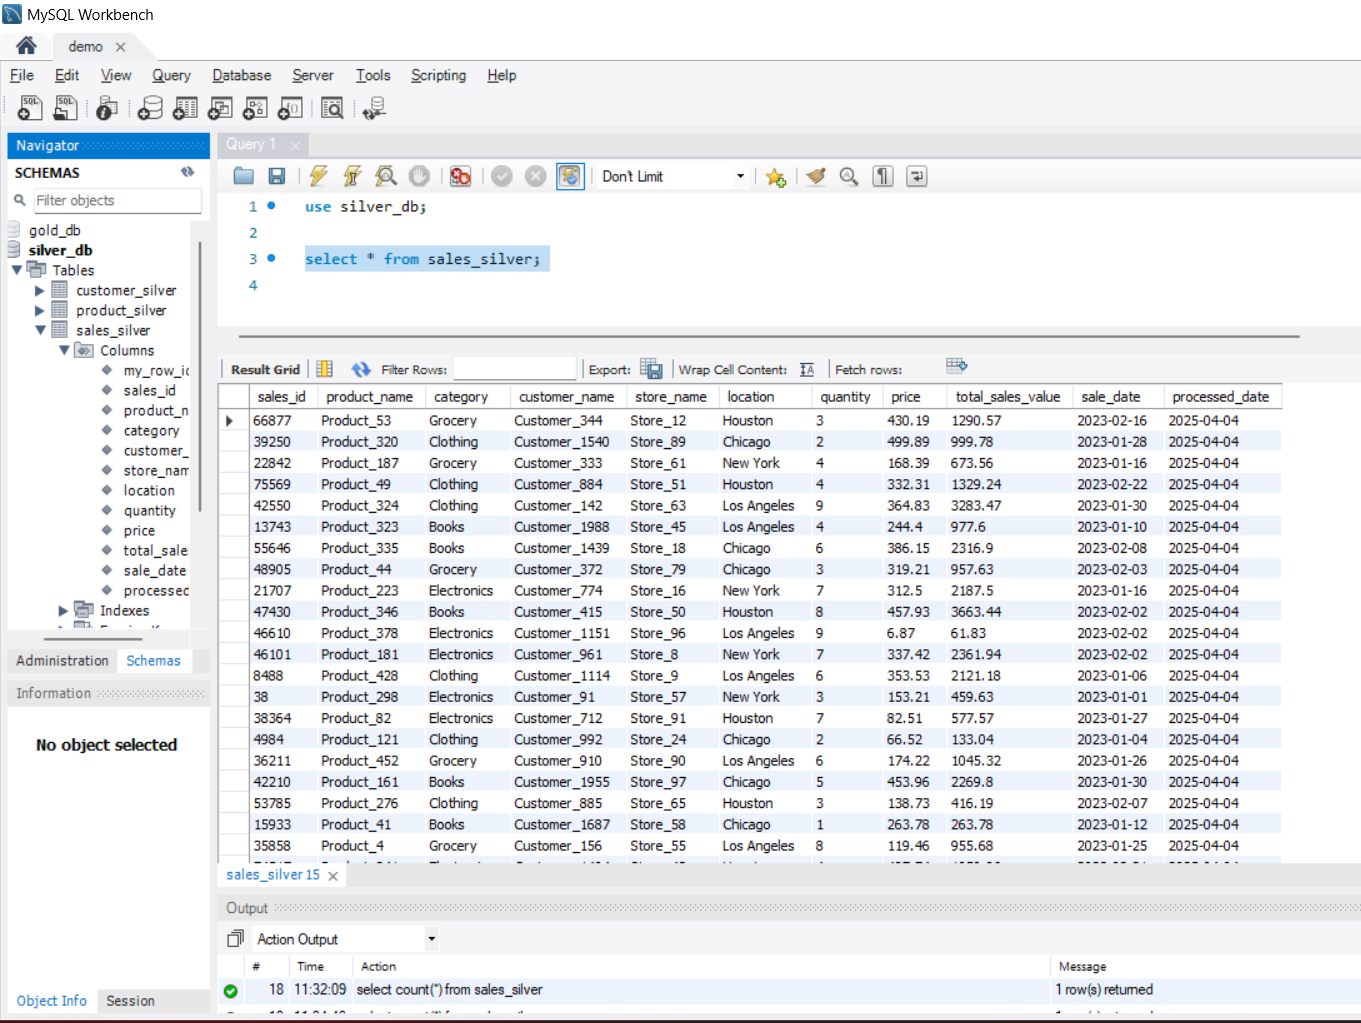 MySQL Workbench
demo
File Edit View Query Database Server Tools Scripting Help
Navigator
SCHEMAS
Filter objects
gold_db
silver_db
Tables
customer_silver
product_silver
sales_silver
Columns
my_row_ic
sales_id
product_n
category
customer_
store_nam
location
quantity
price
total_sale
sale_date
processed
Indexes
Administration Schemas
Information
No object selected
Object Info Session
Query 1
Don't Limit
1 use silver_db;
2
3 select * from sales_silver;
4
Result Grid Filter Rows: Export: Wrap Cell Content: Fetch rows:
sales_id product_name category customer_name store_name location quantity price total_sales_value sale_date processed_date
66877 Product_53 Grocery Customer_344 Store_12 Houston 3 430.19 1290.57 2023-02-16 2025-04-04
39250 Product_320 Clothing Customer_1540 Store_89 Chicago 2 499.89 999.78 2023-01-28 2025-04-04
22842 Product_187 Grocery Customer_333 Store_61 New York 4 168.39 673.56 2023-01-16 2025-04-04
75569 Product_49 Clothing Customer_884 Store_51 Houston 4 332.31 1329.24 2023-02-22 2025-04-04
42550 Product_324 Clothing Customer_142 Store_63 Los Angeles 9 364.83 3283.47 2023-01-30 2025-04-04
13743 Product_323 Books Customer_1988 Store_45 Los Angeles 4 244.4 977.6 2023-01-10 2025-04-04
55646 Product_335 Books Customer_1439 Store_18 Chicago 6 386.15 2316.9 2023-02-08 2025-04-04
48905 Product_44 Grocery Customer_372 Store_79 Chicago 3 319.21 957.63 2023-02-03 2025-04-04
21707 Product_223 Electronics Customer_774 Store_16 New York 7 312.5 2187.5 2023-01-16 2025-04-04
47430 Product_346 Books Customer_415 Store_50 Houston 8 457.93 3663.44 2023-02-02 2025-04-04
46610 Product_378 Electronics Customer_1151 Store_96 Los Angeles 9 6.87 61.83 2023-02-02 2025-04-04
46101 Product_181 Electronics Customer_961 Store_8 New York 7 337.42 2361.94 2023-02-02 2025-04-04
8488 Product_428 Clothing Customer_1114 Store_9 Los Angeles 6 353.53 2121.18 2023-01-06 2025-04-04
38 Product_298 Electronics Customer_91 Store_57 New York 3 153.21 459.63 2023-01-01 2025-04-04
38364 Product_82 Electronics Customer_712 Store_91 Houston 7 82.51 577.57 2023-01-27 2025-04-04
4984 Product_121 Clothing Customer_992 Store_24 Chicago 2 66.52 133.04 2023-01-04 2025-04-04
36211 Product_452 Grocery Customer_910 Store_90 Los Angeles 6 174.22 1045.32 2023-01-26 2025-04-04
42210 Product_161 Books Customer_1955 Store_97 Chicago 5 453.96 2269.8 2023-01-30 2025-04-04
53785 Product_276 Clothing Customer_885 Store_65 Houston 3 138.73 416.19 2023-02-07 2025-04-04
15933 Product_41 Books Customer_1687 Store_58 Chicago 1 263.78 263.78 2023-01-12 2025-04-04
35858 Product_4 Grocery Customer_156 Store_55 Los Angeles 8 119.46 955.68 2023-01-25 2025-04-04
sales_silver 15
Output
Action Output
# Time Action Message
18 11:32:09 select count(*) from sales_silver 1 row(s) returned